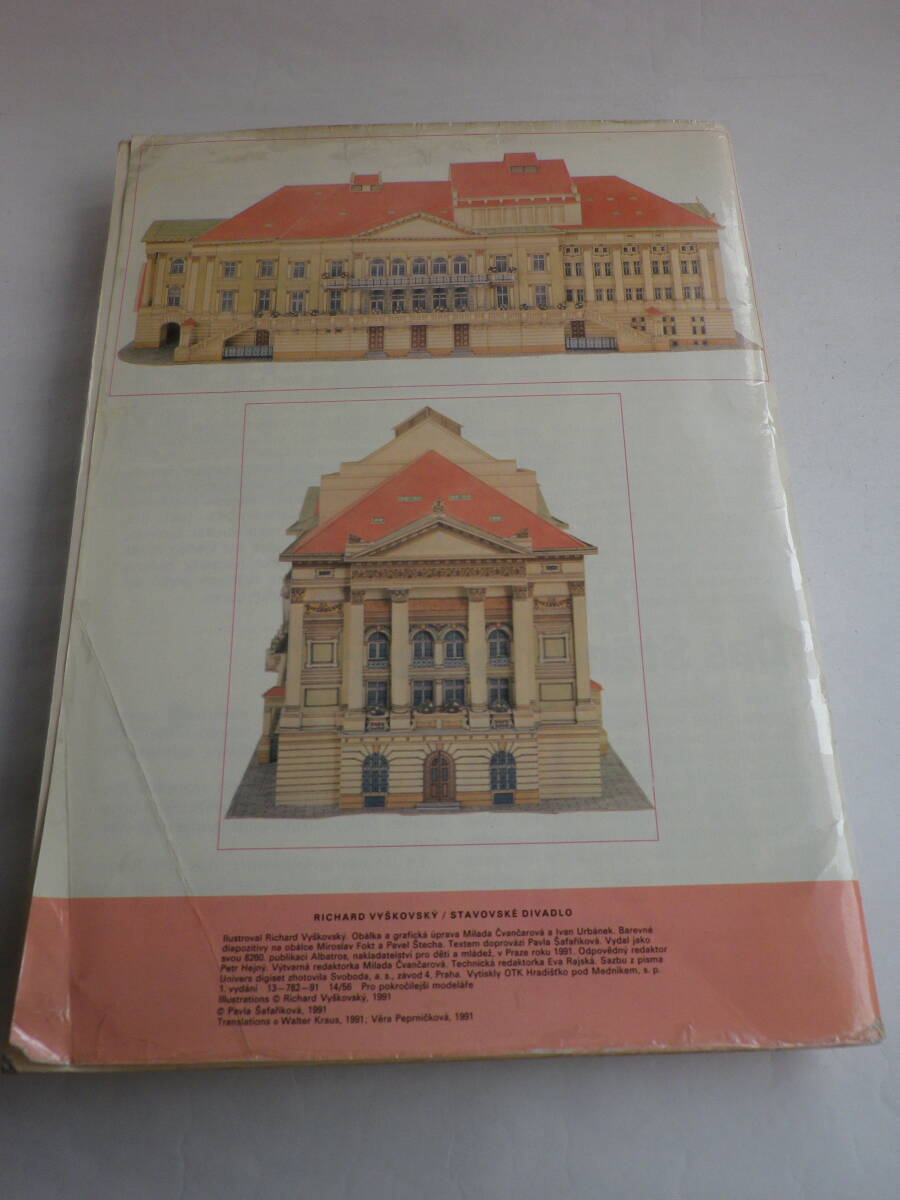 RICHARD VYŠKOVSKÝ / STAVOVSKÉ DIVADLO
Ilustroval Richard Vyškovský. Obálka a grafická úprava Milada Čvančarová a Ivan Urbánek. Barevné
diapozitivy na obálce Miroslav Fokt a Pavel Štecha. Textem doprovází Pavla Šafaříková. Vydal jako
svou 8260. publikaci Albatros, nakladatelství pro děti a mládež, v Praze roku 1991. Odpovědný redaktor
Petr Hejný. Výtvarná redaktorka Milada Čvančarová. Technická redaktorka Eva Rajská. Sazbu z písma
Univers digiset zhotovila Svoboda, a. s., závod 4, Praha. Vytiskly OTK Hradišťko pod Medníkem, s. p.
1. vydání 13—782—91 14/56 Pro pokročilejší modeláře
Illustrations © Richard Vyškovský, 1991
© Pavla Šafaříková, 1991
Translations © Walter Kraus, 1991; Věra Peprníčková, 1991